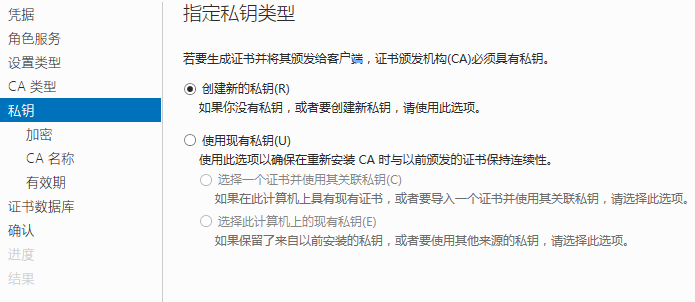 凭据
角色服务
设置类型
CA 类型
私钥
加密
CA 名称
有效期
证书数据库
确认
进度
结果
指定私钥类型
若要生成证书并将其颁发给客户端，证书颁发机构(CA)必须具有私钥。
创建新的私钥(R)
如果你没有私钥，或者要创建新私钥，请使用此选项。
使用现有私钥(U)
使用此选项以确保在重新安装 CA 时与以前颁发的证书保持连续性。
选择一个证书并使用其关联私钥(C)
如果在此计算机上具有现有证书，或者要导入一个证书并使用其关联私钥，请选择此选项。
选择此计算机上的现有私钥(E)
如果保留了来自以前安装的私钥，或者要使用其他来源的私钥，请选择此选项。